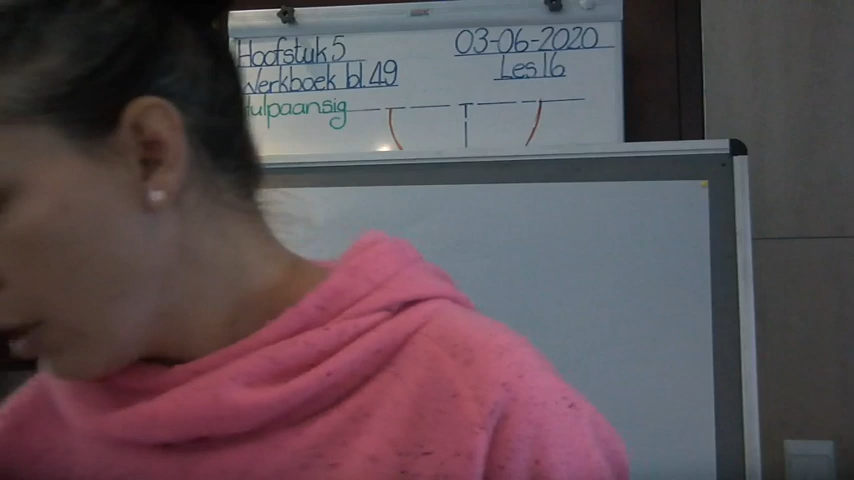 Hoofstuk 5
03-06-2020
Werkboek bl.49
Les 16
Hulpaansig